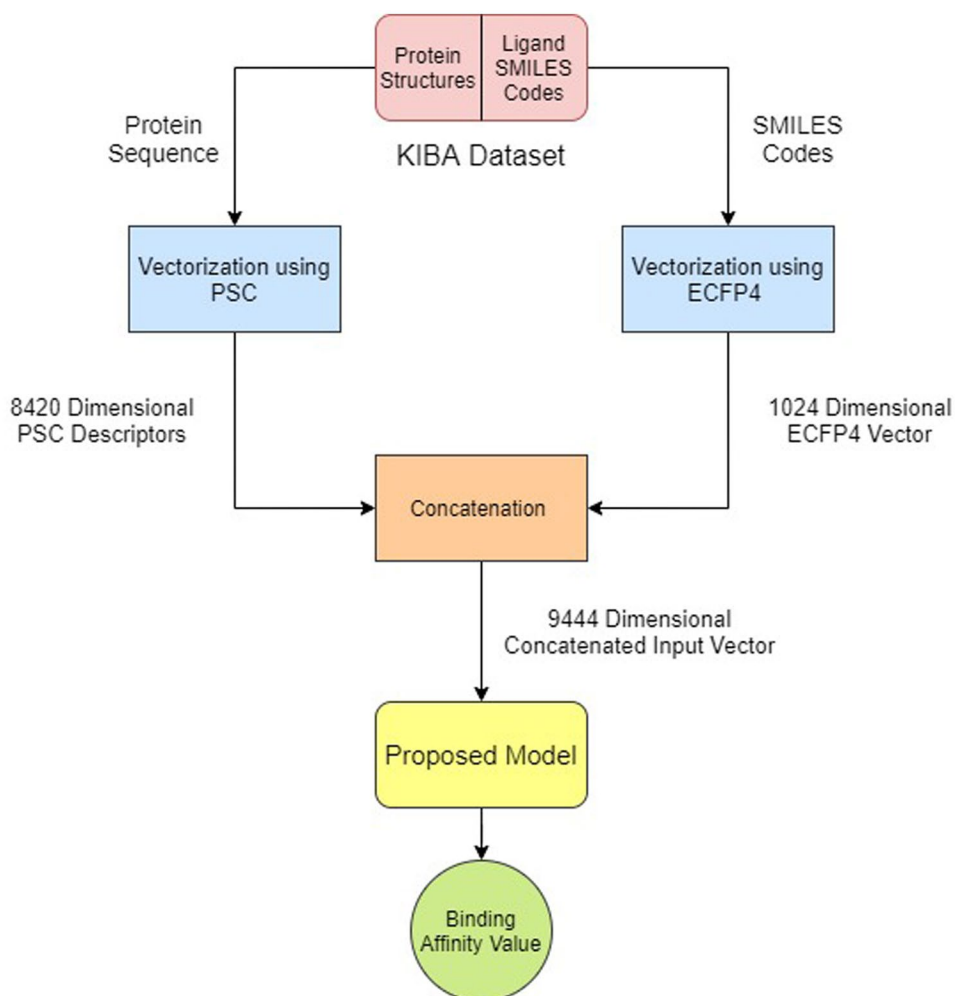 Protein
Structures
Ligand
SMILES
Codes
KIBA Dataset
Protein
Sequence
SMILES
Codes
Vectorization using
PSC
Vectorization using
ECFP4
8420 Dimensional
PSC Descriptors
1024 Dimensional
ECFP4 Vector
Concatenation
9444 Dimensional
Concatenated Input Vector
Proposed Model
Binding
Affinity Value